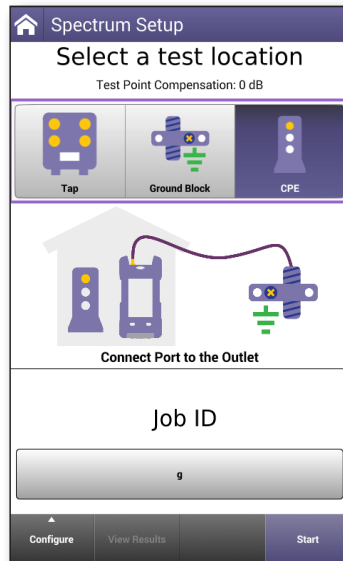 Spectrum Setup
Select a test location
Test Point Compensation: 0 dB
Tap
Ground Block
CPE
Connect Port to the Outlet
Job ID
g
Configure
View Results
Start